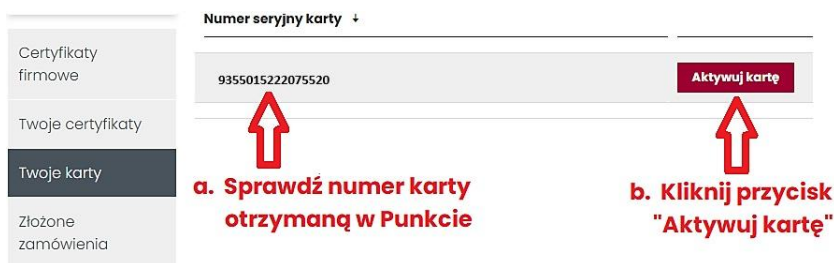 Numer seryjny karty ↓
Certyfikaty
firmowe
9355015222075520
Aktywuj kartę
Twoje certyfikaty
Twoje karty
a. Sprawdź numer karty
otrzymaną w Punkcie
b. Kliknij przycisk
"Aktywuj kartę"
Złożone
zamówienia